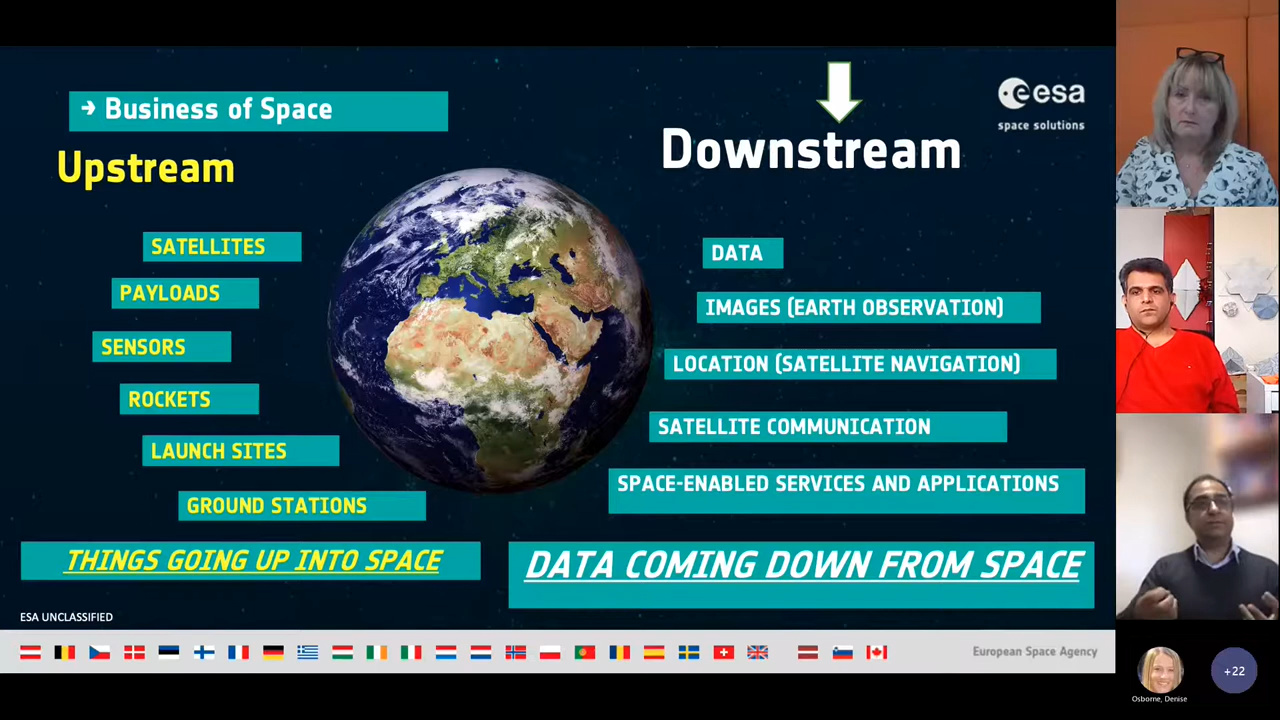 → Business of Space
Upstream
SATELLITES
PAYLOADS
SENSORS
ROCKETS
LAUNCH SITES
GROUND STATIONS
THINGS GOING UP INTO SPACE
Downstream
DATA
IMAGES (EARTH OBSERVATION)
LOCATION (SATELLITE NAVIGATION)
SATELLITE COMMUNICATION
SPACE-ENABLED SERVICES AND APPLICATIONS
DATA COMING DOWN FROM SPACE
esa
space solutions
ESA UNCLASSIFIED
European Space Agency
Osborne, Denise
+22